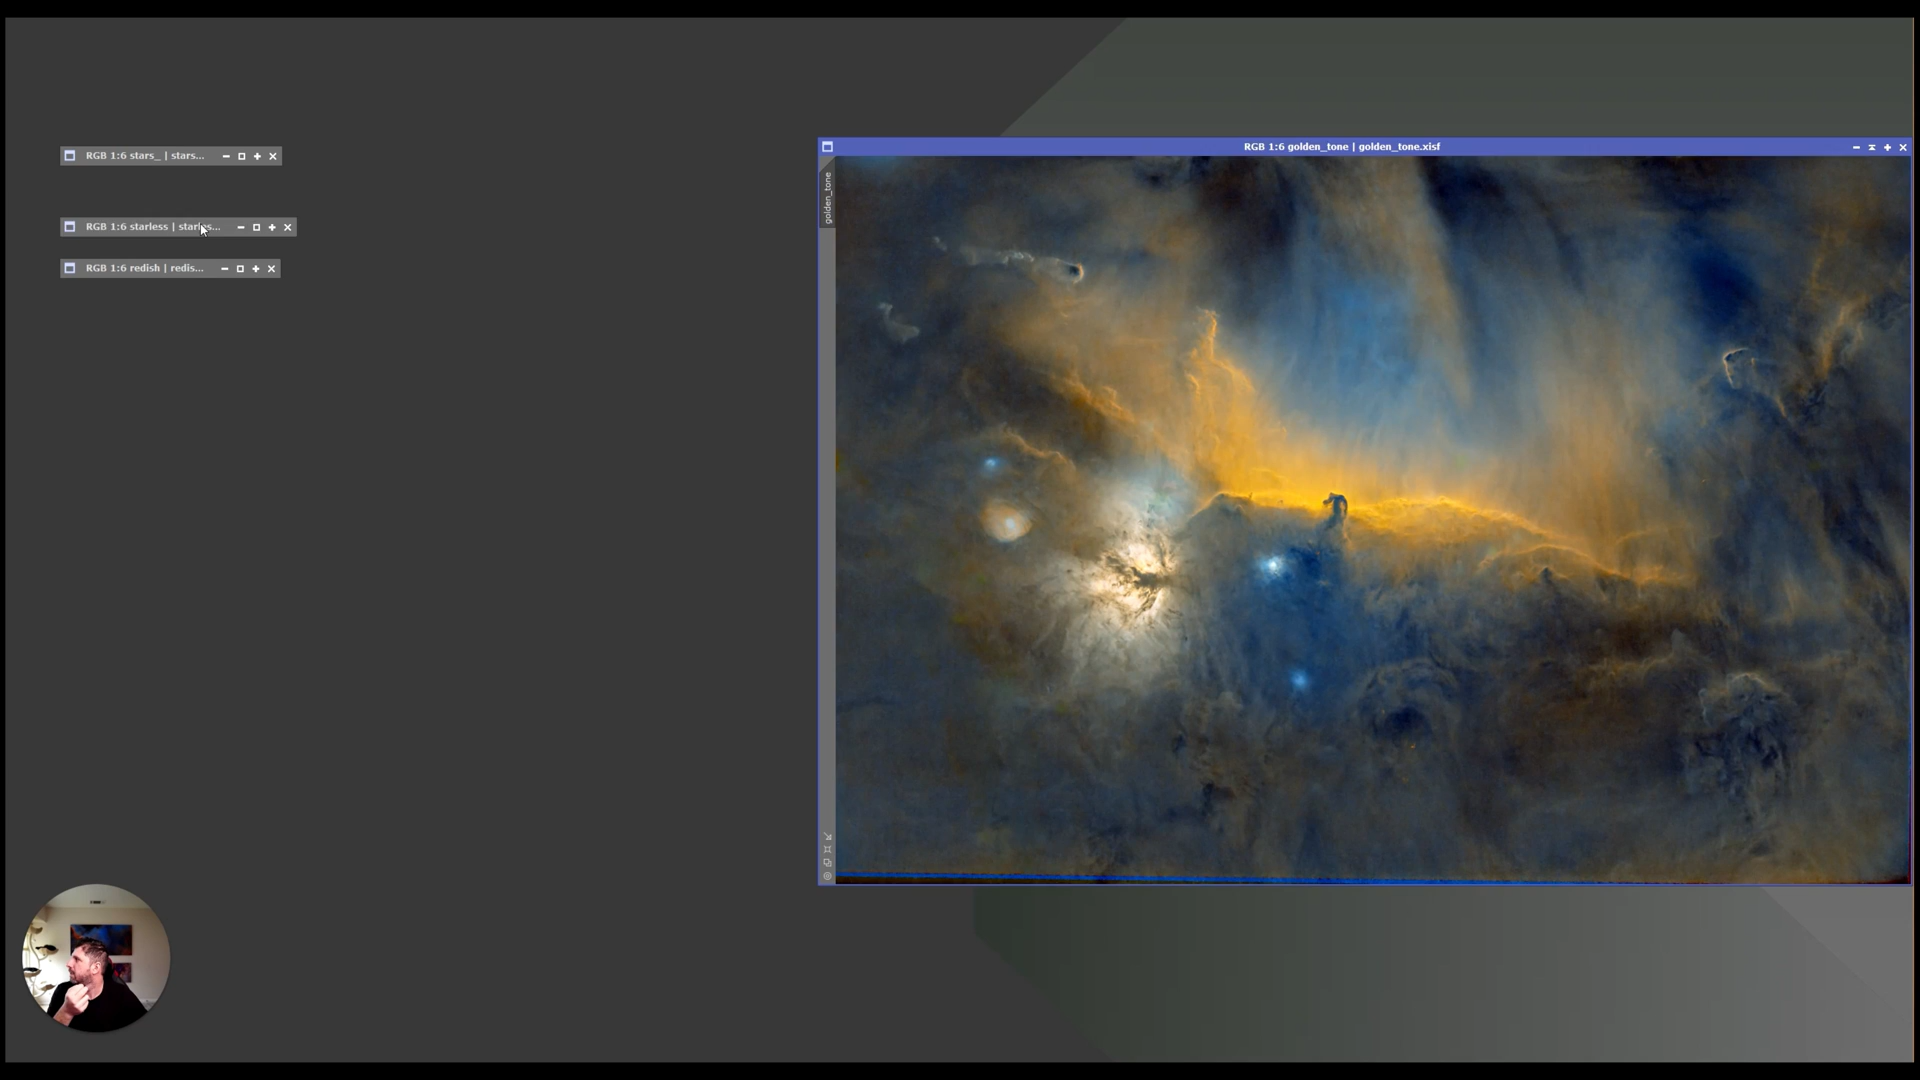 RGB 1:6 stars_ | stars...
RGB 1:6 starless | starles...
RGB 1:6 redish | redis...
RGB 1:6 golden_tone | golden_tone.xisf
golden_tone